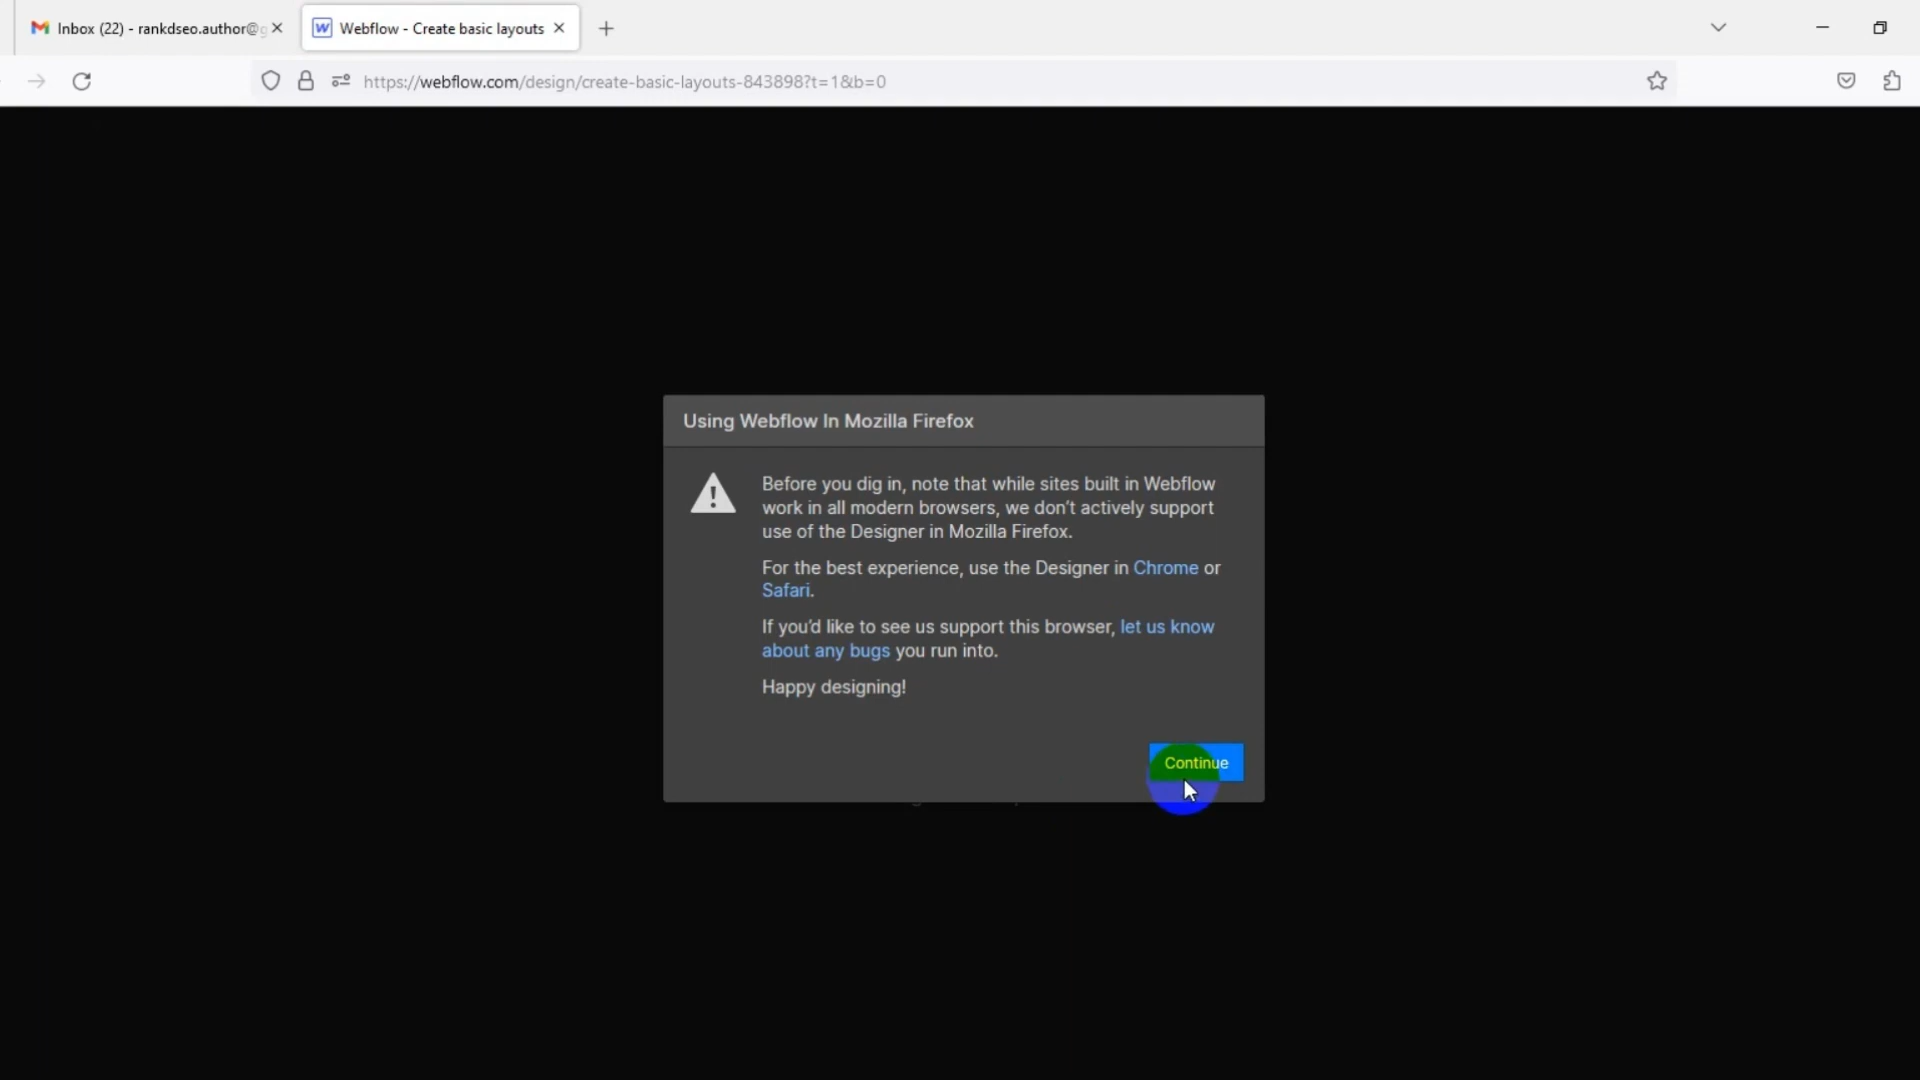 Inbox (22) - rankdseo.author@g
Webflow - Create basic layouts
https://webflow.com/design/create-basic-layouts-843898?t=1&b=0
Using Webflow In Mozilla Firefox
Before you dig in, note that while sites built in Webflow
work in all modern browsers, we don't actively support
use of the Designer in Mozilla Firefox.
For the best experience, use the Designer in Chrome or
Safari.
If you'd like to see us support this browser, let us know
about any bugs you run into.
Happy designing!
Continue